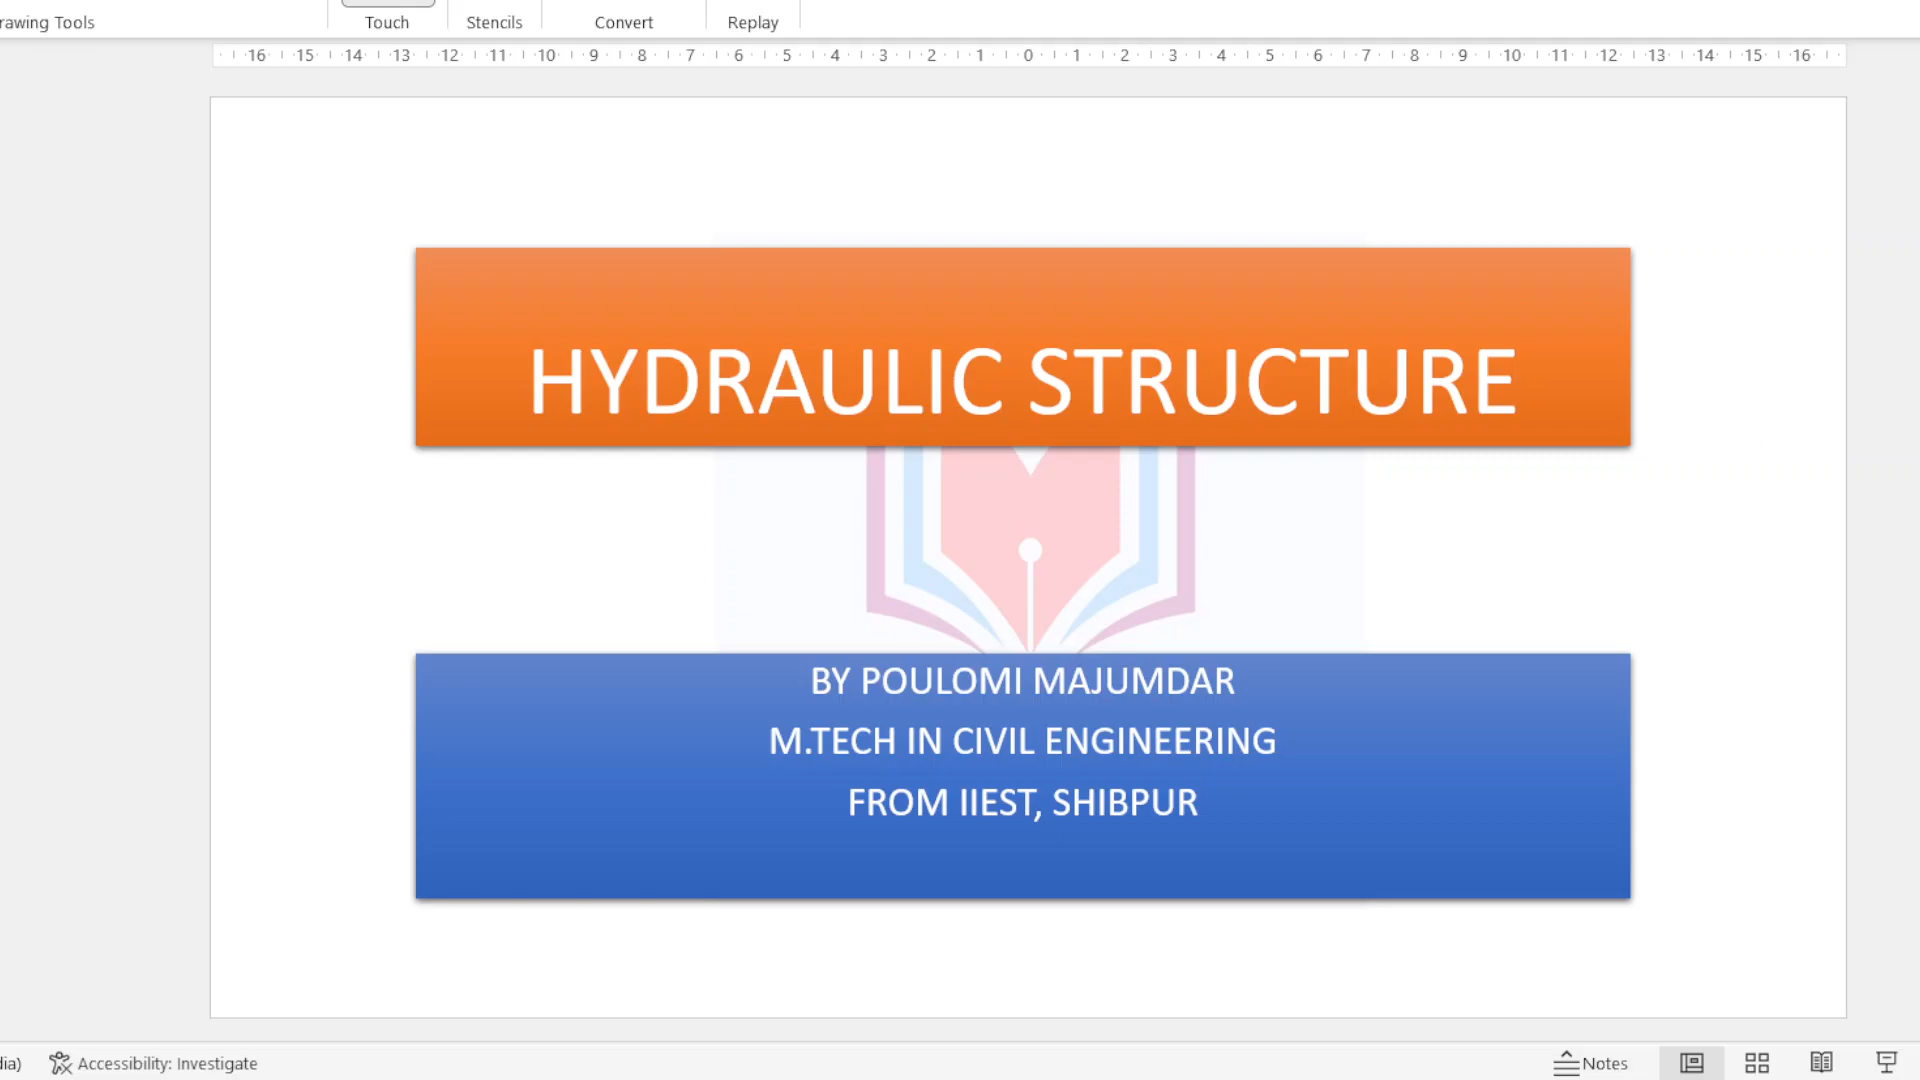 rawing Tools
Touch
Stencils
Convert
Replay
16 15 14 13 12 11 10 9 8 7 6 5 4 3 2 1 0 1 2 3 4 5 6 7 8 9 10 11 12 13 14 15 16
HYDRAULIC STRUCTURE
BY POULOMI MAJUMDAR
M.TECH IN CIVIL ENGINEERING
FROM IIEST, SHIBPUR
dia)
Accessibility: Investigate
Notes